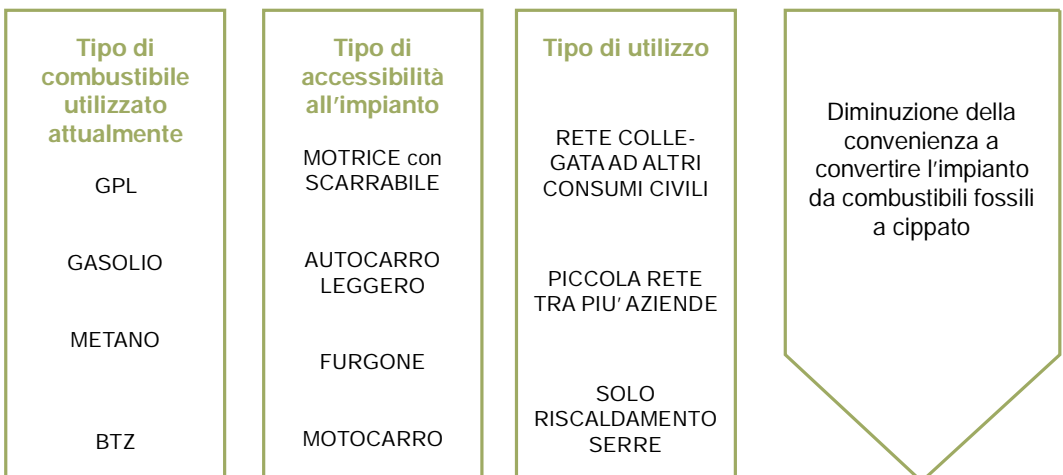 Tipo di
combustibile
utilizzato
attualmente
GPL
GASOLIO
METANO
BTZ
Tipo di
accessibilità
all'impianto
MOTRICE con
SCARRABILE
AUTOCARRO
LEGGERO
FURGONE
MOTOCARRO
Tipo di utilizzo
RETE COLLE-
GATA AD ALTRI
CONSUMI CIVILI
PICCOLA RETE
TRA PIU' AZIENDE
SOLO
RISCALDAMENTO
SERRE
Diminuzione della
convenienza a
convertire l'impianto
da combustibili fossili
a cippato